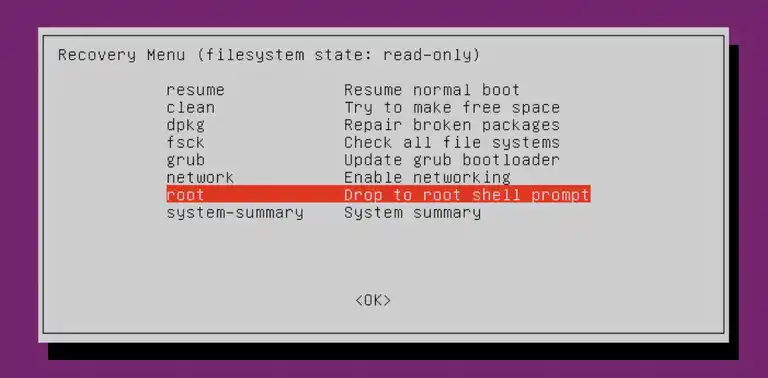 Recovery Menu (filesystem state: read-only)
resume Resume normal boot
clean Try to make free space
dpkg Repair broken packages
fsck Check all file systems
grub Update grub bootloader
network Enable networking
root Drop to root shell prompt
system-summary System summary
<OK>